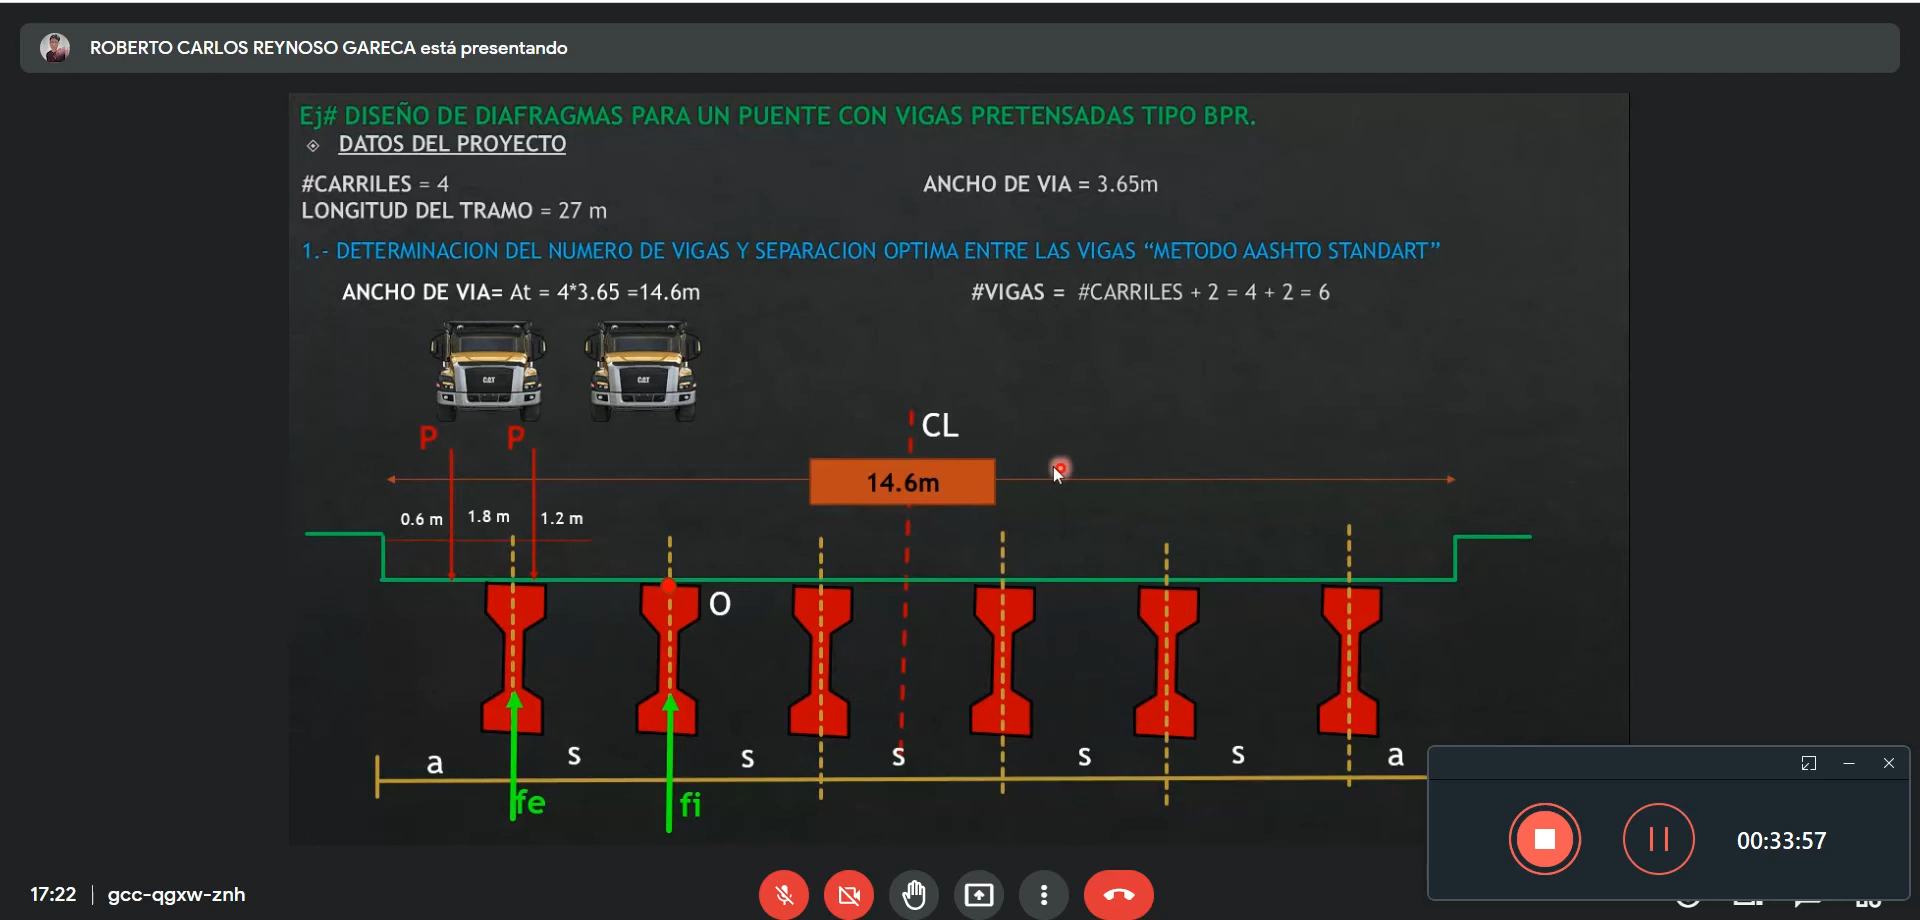 ROBERTO CARLOS REYNOSO GARECA está presentando
Ej# DISEÑO DE DIAFRAGMAS PARA UN PUENTE CON VIGAS PRETENSADAS TIPO BPR.
DATOS DEL PROYECTO
#CARRILES = 4
ANCHO DE VIA = 3.65m
LONGITUD DEL TRAMO = 27 m
1.- DETERMINACION DEL NUMERO DE VIGAS Y SEPARACION OPTIMA ENTRE LAS VIGAS “METODO AASHTO STANDART”
ANCHO DE VIA= At = 4*3.65 =14.6m
#VIGAS = #CARRILES + 2 = 4 + 2 = 6
CAT CAT
P P
CL
14.6m
0.6 m 1.8 m 1.2 m
O
a s s s s s a
fe fi
00:33:57
17:22 | gcc-qgxw-znh